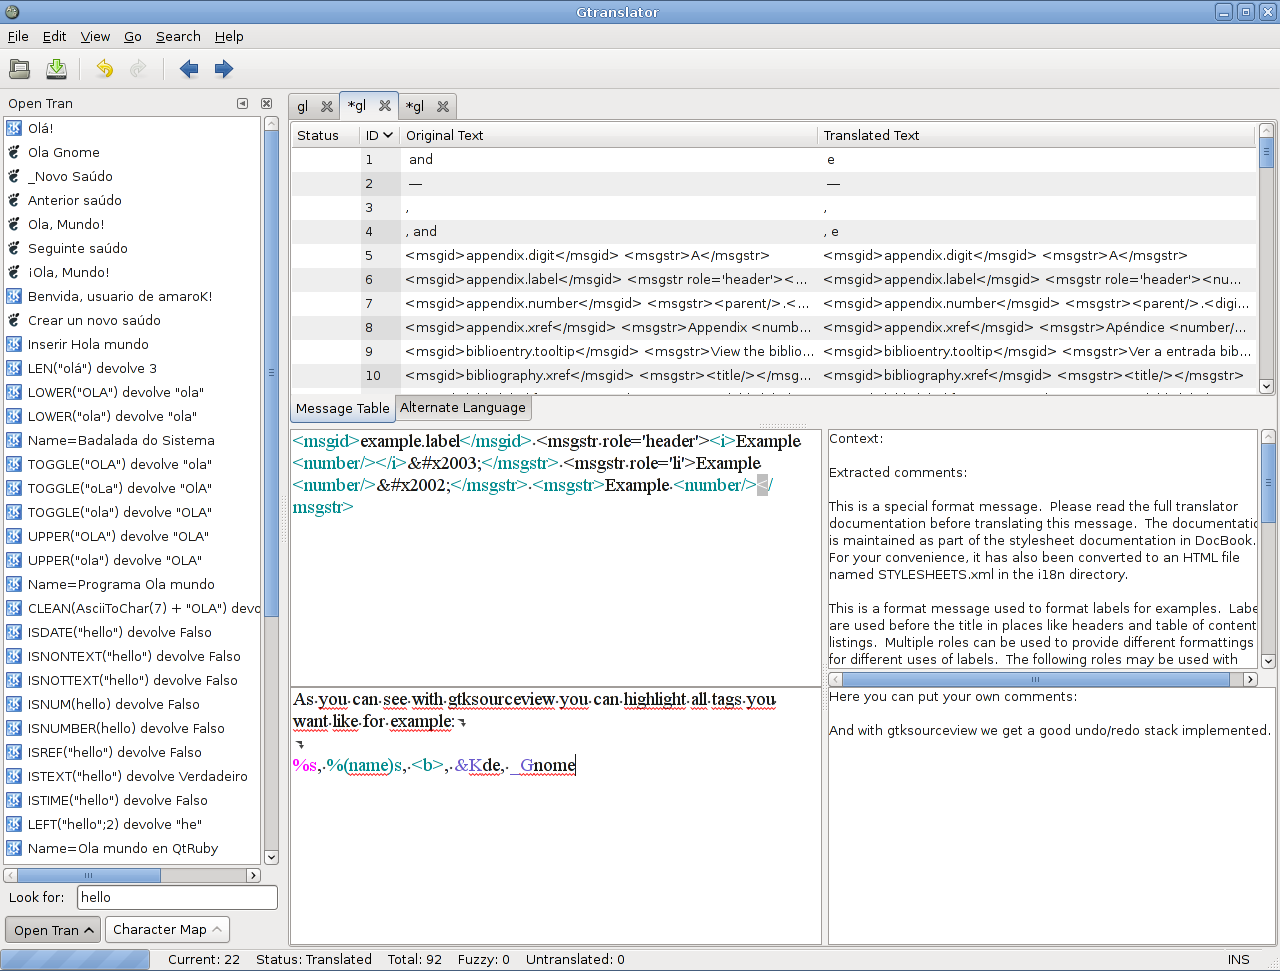 Gtranslator
File Edit View Go Search Help
Open Tran
Olá!
Ola Gnome
_Novo Saúdo
Anterior saúdo
Ola, Mundo!
Seguinte saúdo
¡Ola, Mundo!
Benvida, usuario de amaroK!
Crear un novo saúdo
Inserir Hola mundo
LEN("olá") devolve 3
LOWER("OLA") devolve "ola"
LOWER("ola") devolve "ola"
Name=Badalada do Sistema
TOGGLE("OLA") devolve "ola"
TOGGLE("oLa") devolve "OlA"
TOGGLE("ola") devolve "OLA"
UPPER("OLA") devolve "OLA"
UPPER("ola") devolve "OLA"
Name=Programa Ola mundo
CLEAN(AsciiToChar(7) + "OLA") devo
ISDATE("hello") devolve Falso
ISNONTEXT("hello") devolve Falso
ISNOTTEXT("hello") devolve Falso
ISNUM(hello) devolve Falso
ISNUMBER(hello) devolve Falso
ISREF("hello") devolve Falso
ISTEXT("hello") devolve Verdadeiro
ISTIME("hello") devolve Falso
LEFT("hello";2) devolve "he"
Name=Ola mundo en QtRuby
Look for: hello
Open Tran Character Map
gl *gl *gl
Status ID Original Text Translated Text
1 and e
2 — —
3 , ,
4 , and , e
5 <msgid>appendix.digit</msgid> <msgstr>A</msgstr> <msgid>appendix.digit</msgid> <msgstr>A</msgstr>
6 <msgid>appendix.label</msgid> <msgstr role='header'><... <msgid>appendix.label</msgid> <msgstr role='header'><nu...
7 <msgid>appendix.number</msgid> <msgstr><parent/>.<... <msgid>appendix.number</msgid> <msgstr><parent/>.<digi...
8 <msgid>appendix.xref</msgid> <msgstr>Appendix <numb... <msgid>appendix.xref</msgid> <msgstr>Apéndice <number/...
9 <msgid>biblioentry.tooltip</msgid> <msgstr>View the biblio... <msgid>biblioentry.tooltip</msgid> <msgstr>Ver a entrada bib...
10 <msgid>bibliography.xref</msgid> <msgstr><title/></msg... <msgid>bibliography.xref</msgid> <msgstr><title/></msgstr>
Message Table Alternate Language
<msgid>example.label</msgid>·<msgstr·role='header'><i>Example
<number/></i>&#x2003;</msgstr>·<msgstr·role='li'>Example
<number/>&#x2002;</msgstr>·<msgstr>Example·<number/></
msgstr>
As·you·can·see·with·gtksourceview·you·can·highlight·all·tags·you
want·like·for·example:
%s,·%(name)s,·<b>,·&Kde,·_Gnome
Context:
Extracted comments:
This is a special format message.  Please read the full translator
documentation before translating this message.  The documentatic
is maintained as part of the stylesheet documentation in DocBook.
For your convenience, it has also been converted to an HTML file
named STYLESHEETS.xml in the i18n directory.
This is a format message used to format labels for examples.  Labe
are used before the title in places like headers and table of content
listings.  Multiple roles can be used to provide different formattings
for different uses of labels.  The following roles may be used with
Here you can put your own comments:
And with gtksourceview we get a good undo/redo stack implemented.
Current: 22 Status: Translated Total: 92 Fuzzy: 0 Untranslated: 0 INS